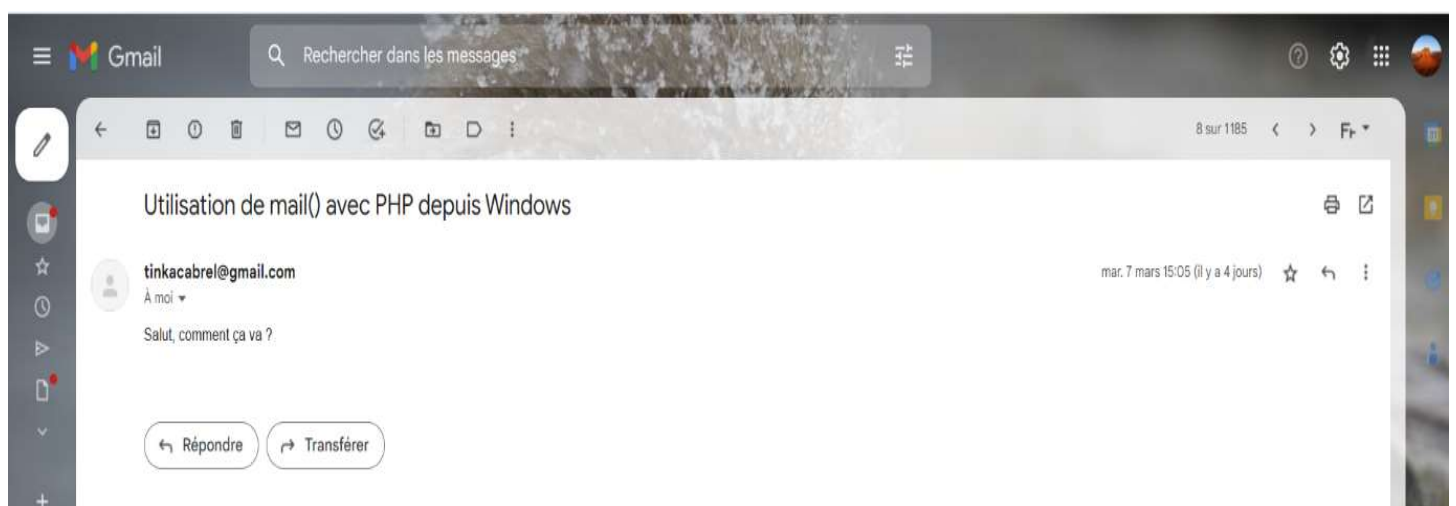 Gmail
Rechercher dans les messages
8 sur 1185
Fr
Utilisation de mail() avec PHP depuis Windows
tinkacabrel@gmail.com
mar. 7 mars 15:05 (il y a 4 jours)
À moi
Salut, comment ça va ?
Répondre
Transférer